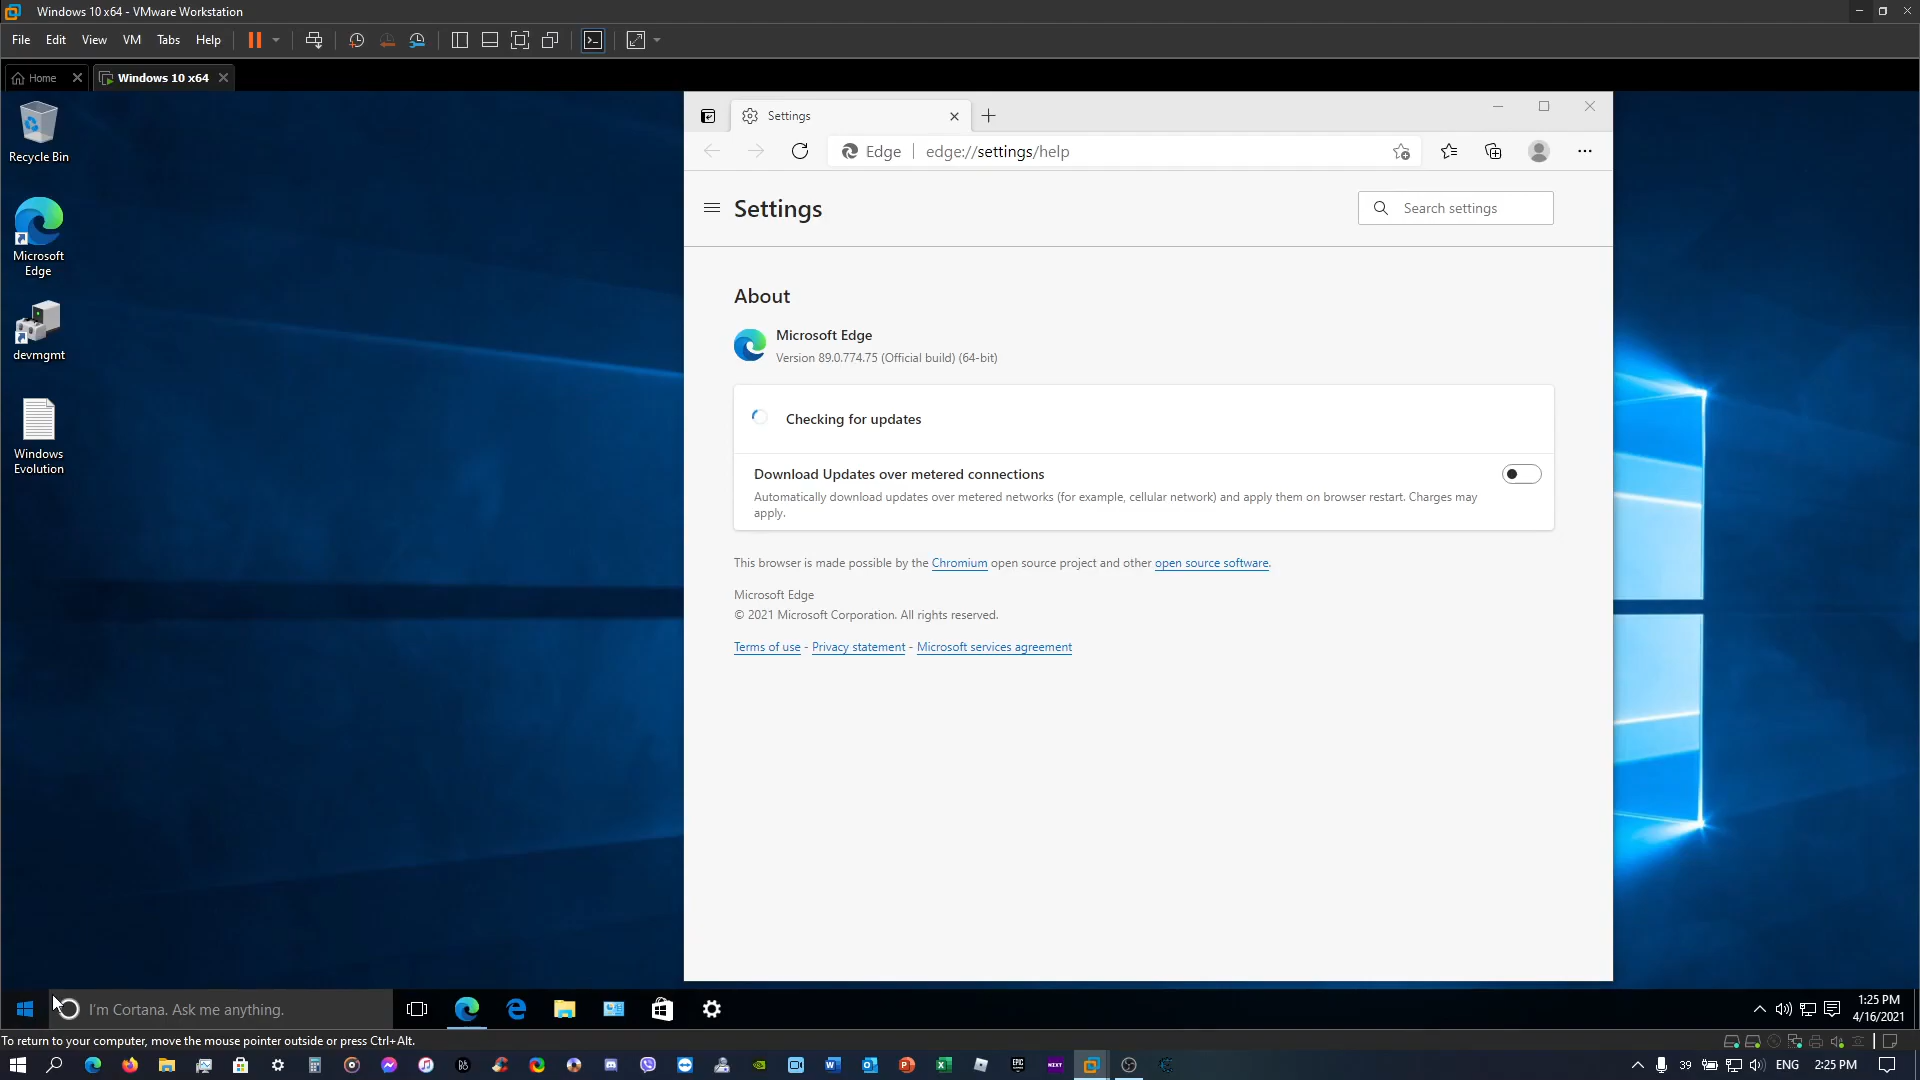 Windows 10 x64 - VMware Workstation
File Edit View VM Tabs Help
Home
Windows 10 x64
Recycle Bin
Microsoft
Edge
devmgmt
Windows
Evolution
Settings
Edge edge://settings/help
Settings
Search settings
About
Microsoft Edge
Version 89.0.774.75 (Official build) (64-bit)
Checking for updates
Download Updates over metered connections
Automatically download updates over metered networks (for example, cellular network) and apply them on browser restart. Charges may
apply.
This browser is made possible by the Chromium open source project and other open source software.
Microsoft Edge
© 2021 Microsoft Corporation. All rights reserved.
Terms of use - Privacy statement - Microsoft services agreement
I'm Cortana. Ask me anything.
1:25 PM
4/16/2021
To return to your computer, move the mouse pointer outside or press Ctrl+Alt.
NZXT
39
ENG
2:25 PM